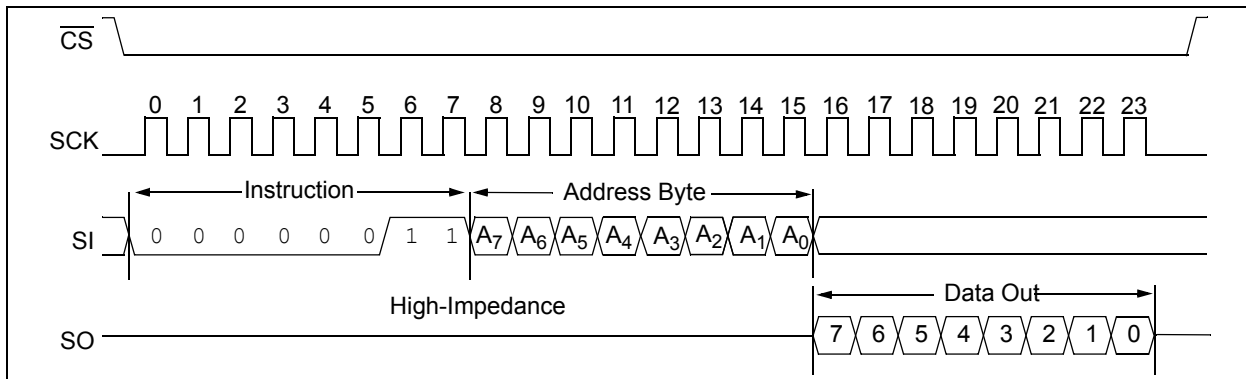 CS
0 1 2 3 4 5 6 7 8 9 10 11 12 13 14 15 16 17 18 19 20 21 22 23
SCK
Instruction Address Byte
SI 0 0 0 0 0 0 1 1 A7 A6 A5 A4 A3 A2 A1 A0
Data Out
High-Impedance
SO 7 6 5 4 3 2 1 0